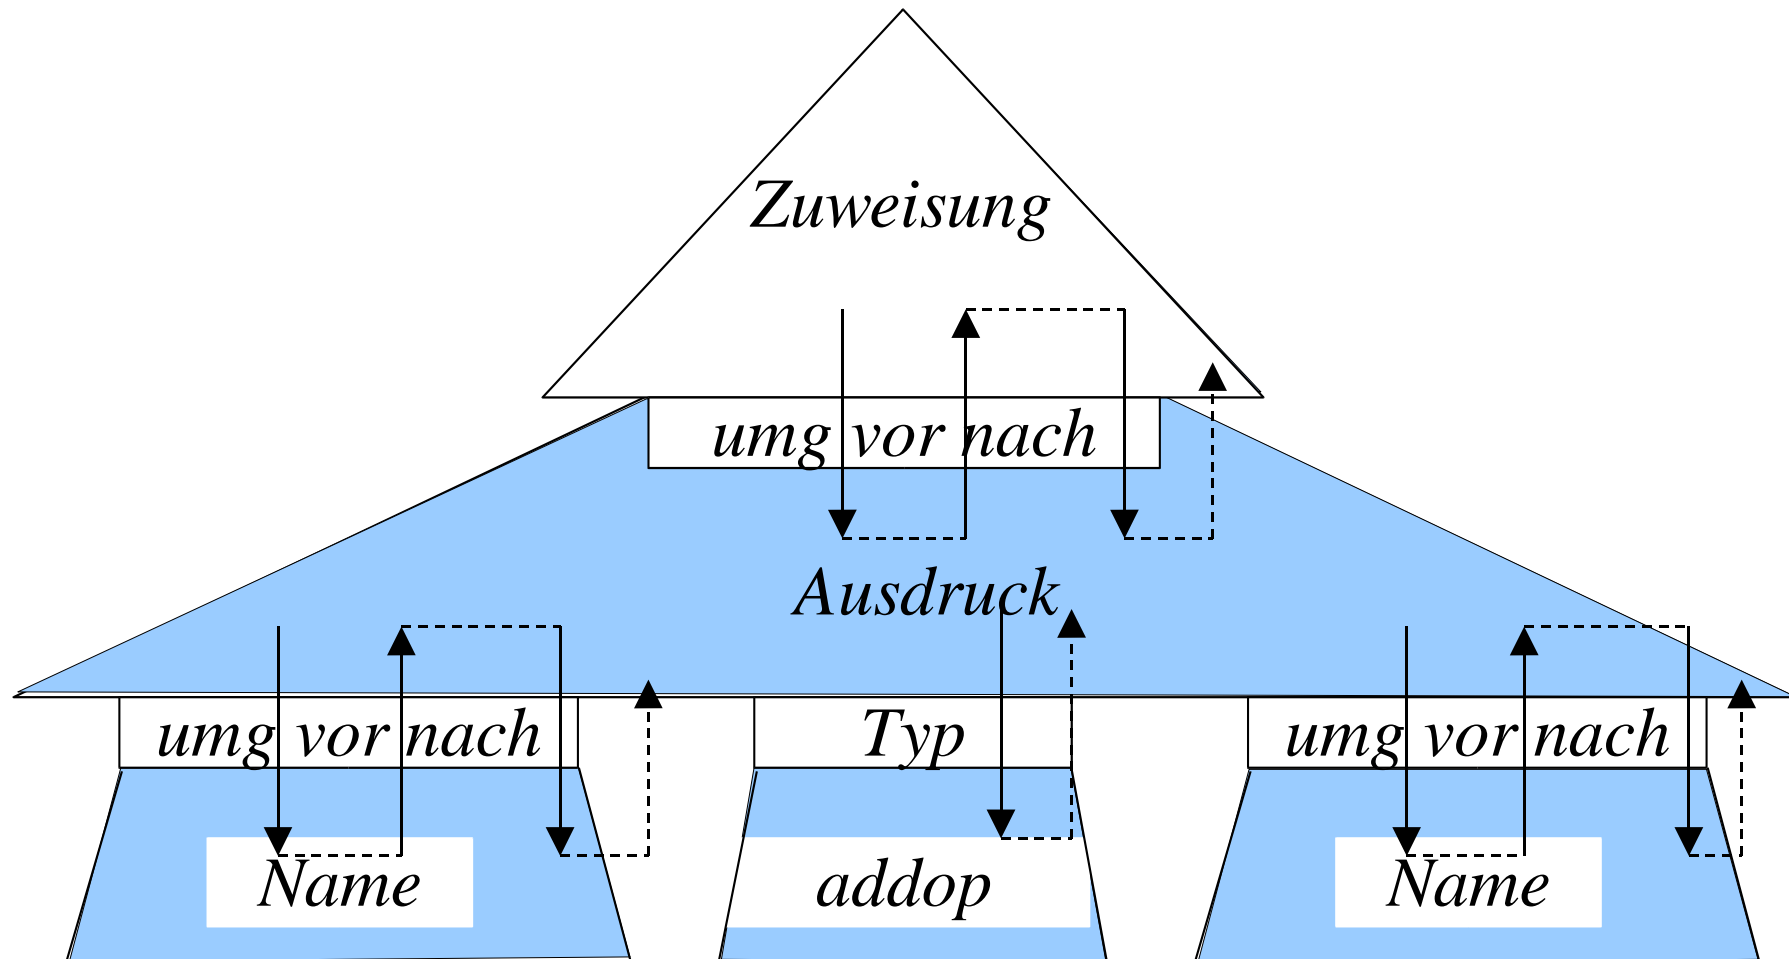 Zuweisung
umg vor nach
Ausdruck
umg vor nach
Typ
umg vor nach
Name
addop
Name